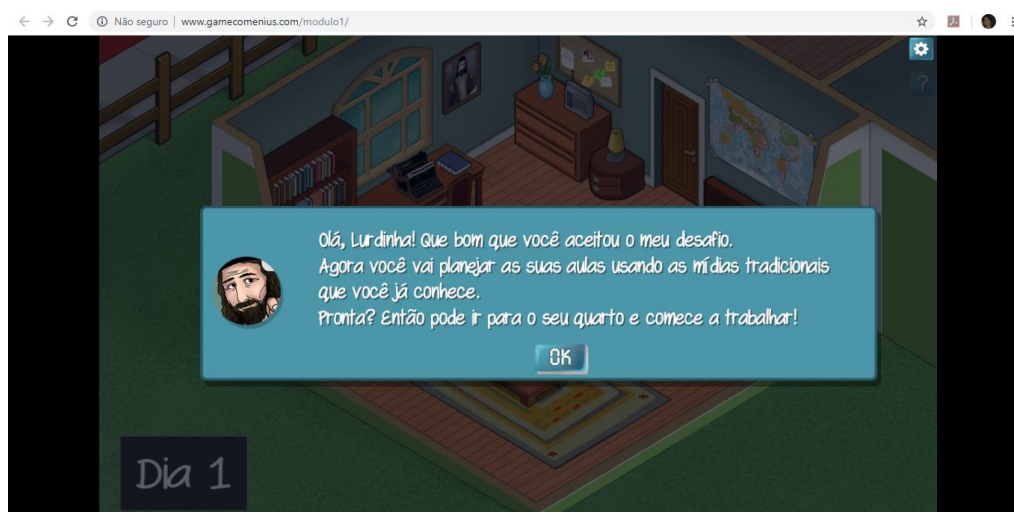 Não seguro | www.gamecomenius.com/modulo1/
?
Olá, Lurdinha! Que bom que você aceitou o meu desafio.
Agora você vai planejar as suas aulas usando as mídias tradicionais
que você já conhece.
Pronta? Então pode ir para o seu quarto e comece a trabalhar!
OK
Dia 1